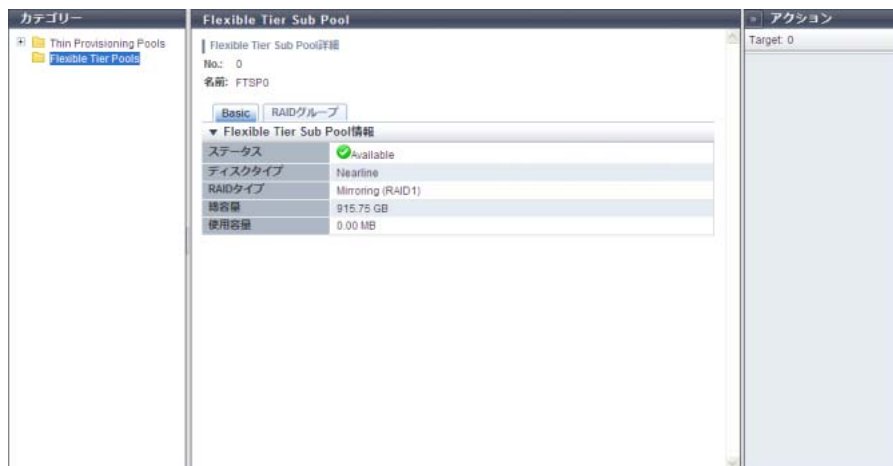 カテゴリー
Thin Provisioning Pools
Flexible Tier Pools
Flexible Tier Sub Pool
Flexible Tier Sub Pool詳細
No.: 0
名前: FTSP0
Basic RAIDグループ
▼ Flexible Tier Sub Pool情報
ステータス Available
ディスクタイプ Nearline
RAIDタイプ Mirroring (RAID1)
総容量 915.75 GB
使用容量 0.00 MB
» アクション
Target: 0